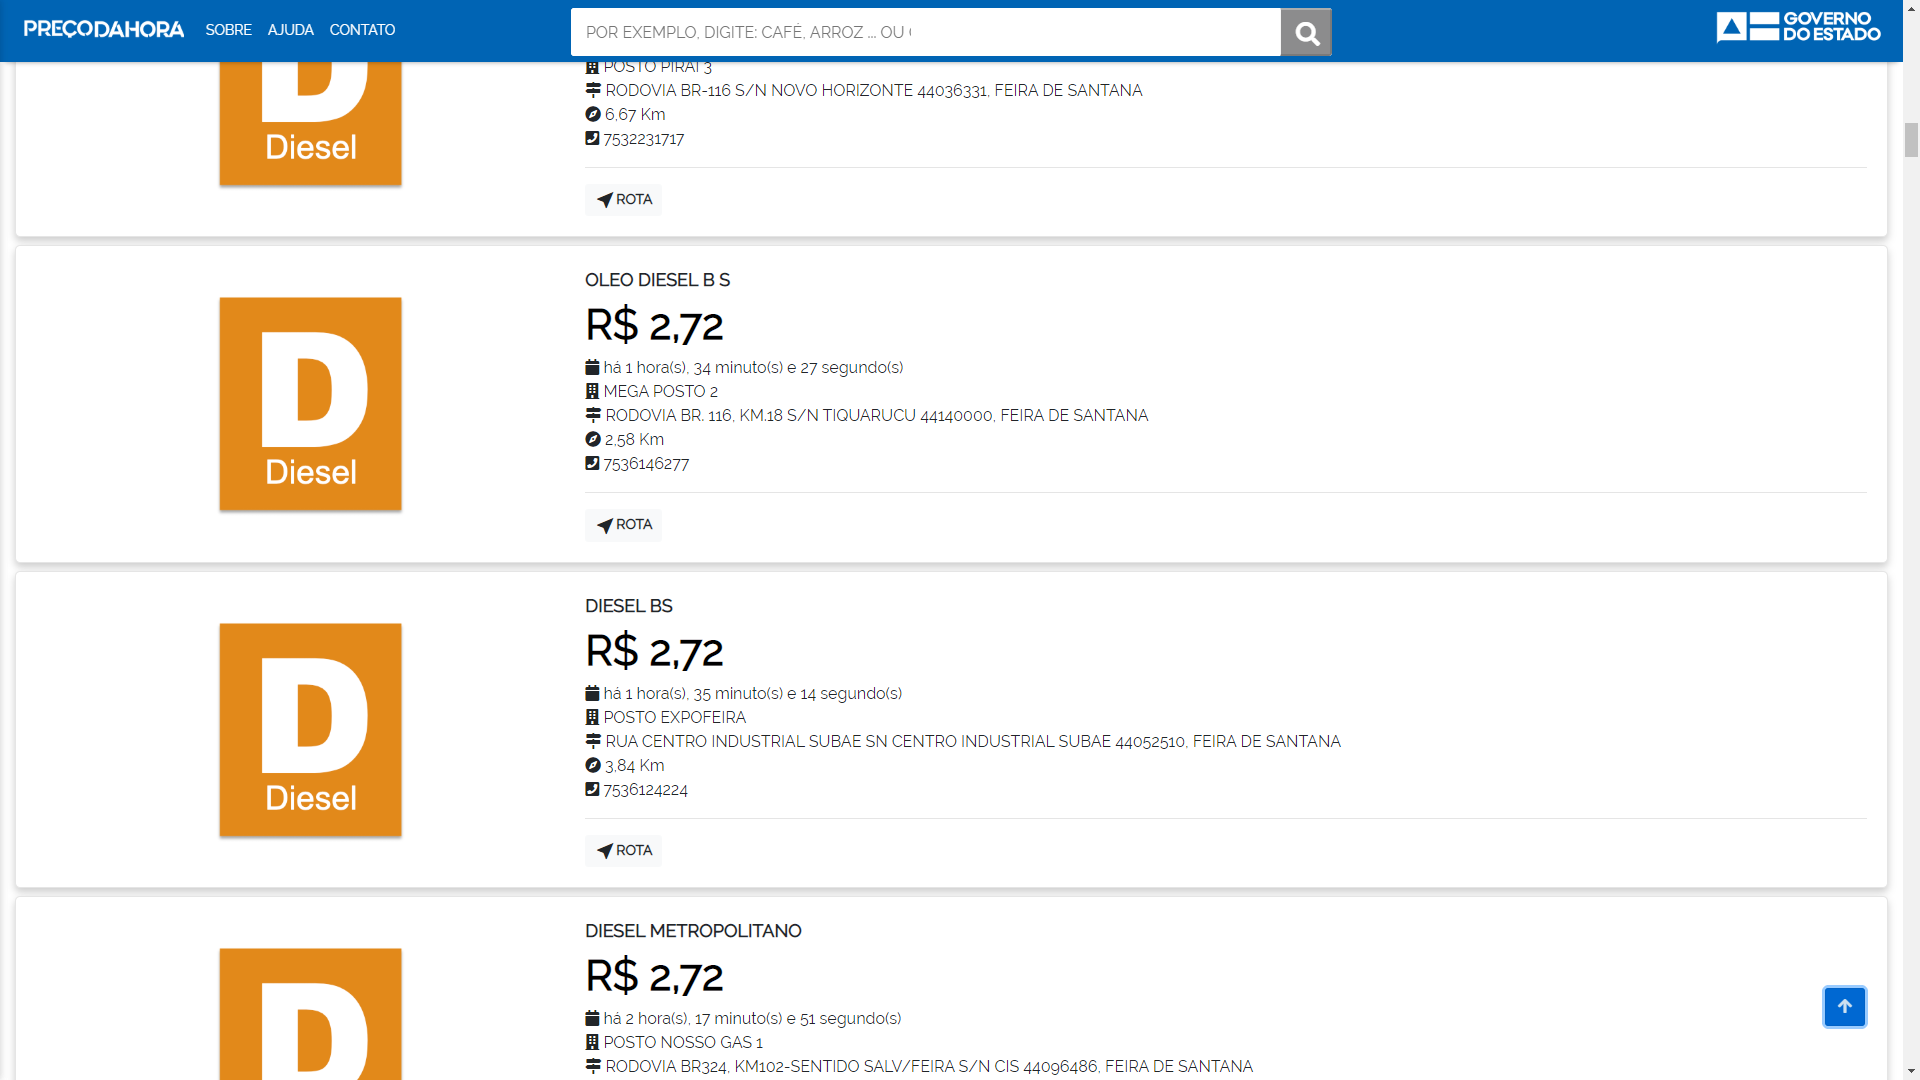 PREÇODAHORA
SOBRE
AJUDA
CONTATO
POR EXEMPLO, DIGITE: CAFÉ, ARROZ ... OU
GOVERNO
DO ESTADO
D
Diesel
POSTO PIRAI 3
RODOVIA BR-116 S/N NOVO HORIZONTE 44036331, FEIRA DE SANTANA
6,67 Km
7532231717
ROTA
D
Diesel
OLEO DIESEL B S
R$ 2,72
há 1 hora(s), 34 minuto(s) e 27 segundo(s)
MEGA POSTO 2
RODOVIA BR. 116, KM.18 S/N TIQUARUCU 44140000, FEIRA DE SANTANA
2,58 Km
7536146277
ROTA
D
Diesel
DIESEL BS
R$ 2,72
há 1 hora(s), 35 minuto(s) e 14 segundo(s)
POSTO EXPOFEIRA
RUA CENTRO INDUSTRIAL SUBAE SN CENTRO INDUSTRIAL SUBAE 44052510, FEIRA DE SANTANA
3,84 Km
7536124224
ROTA
D
DIESEL METROPOLITANO
R$ 2,72
há 2 hora(s), 17 minuto(s) e 51 segundo(s)
POSTO NOSSO GAS 1
RODOVIA BR324, KM102-SENTIDO SALV/FEIRA S/N CIS 44096486, FEIRA DE SANTANA